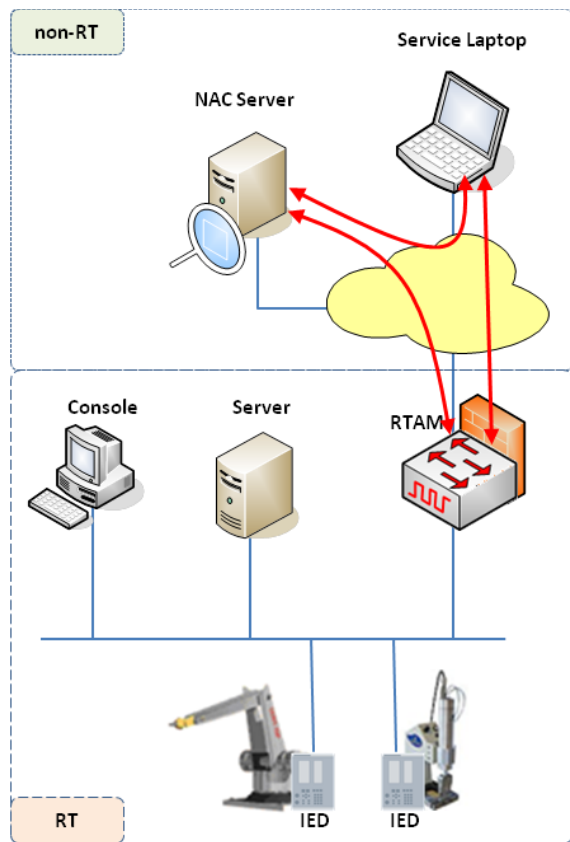 non-RT
Service Laptop
NAC Server
Console
Server
RTAM
IED
IED
RT